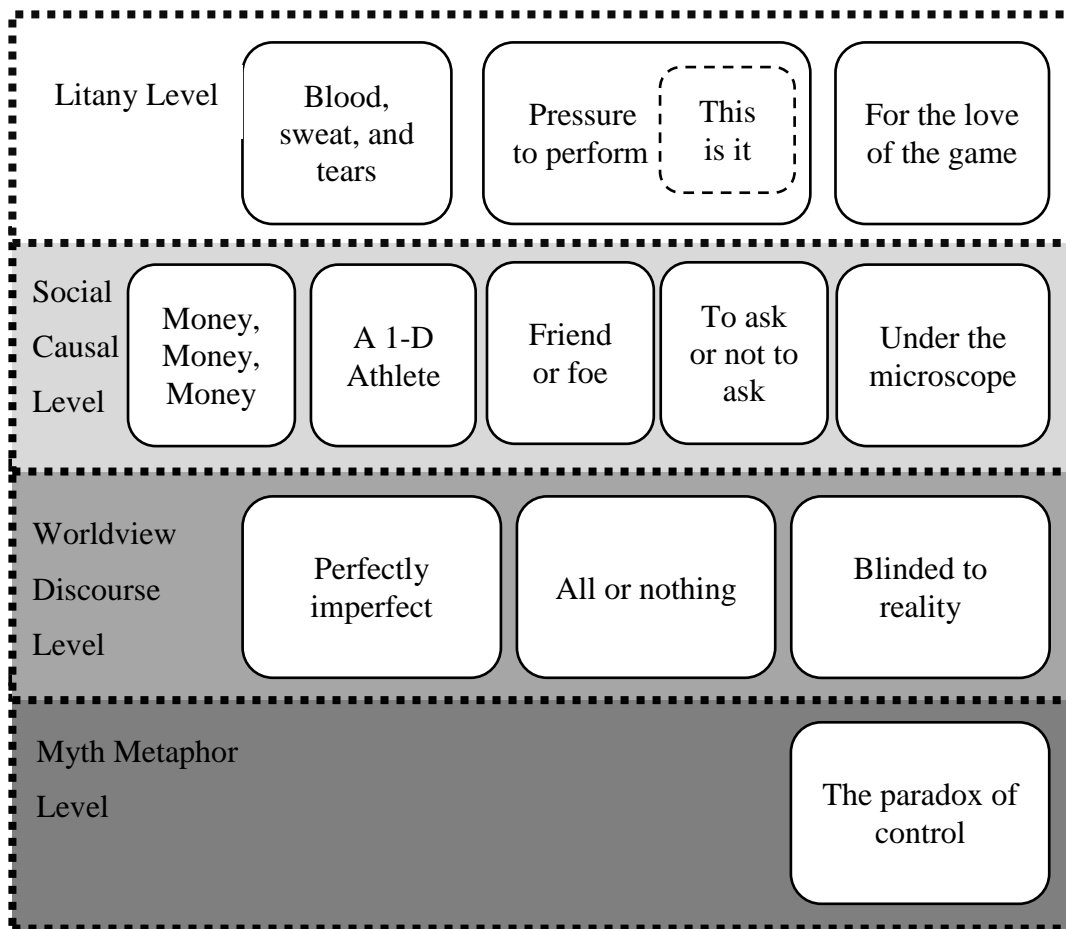 Litany Level
Blood,
sweat, and
tears
Pressure
to perform
This
is it
For the love
of the game
Social
Causal
Level
Money,
Money,
Money
A 1-D
Athlete
Friend
or foe
To ask
or not to
ask
Under the
microscope
Worldview
Discourse
Level
Perfectly
imperfect
All or nothing
Blinded to
reality
Myth Metaphor
Level
The paradox of
control